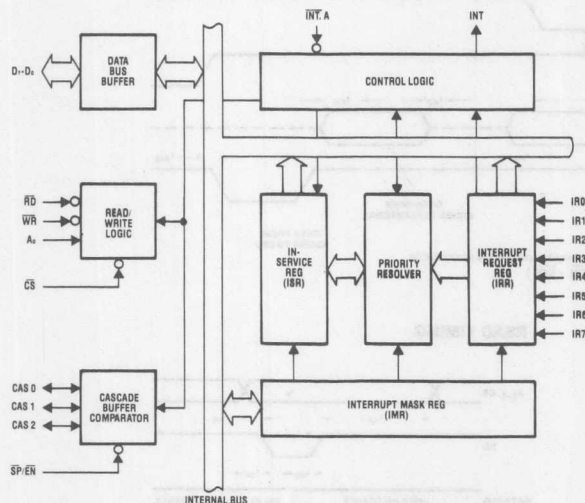 INT. A
INT
D7-D0
DATA
BUS
BUFFER
CONTROL LOGIC
RD
WR
A0
READ/
WRITE
LOGIC
CS
IN-
SERVICE
REG
(ISR)
PRIORITY
RESOLVER
INTERRUPT
REQUEST
REG
(IRR)
IR0
IR1
IR2
IR3
IR4
IR5
IR6
IR7
CAS 0
CAS 1
CAS 2
CASCADE
BUFFER
COMPARATOR
SP/EN
INTERRUPT MASK REG
(IMR)
INTERNAL BUS